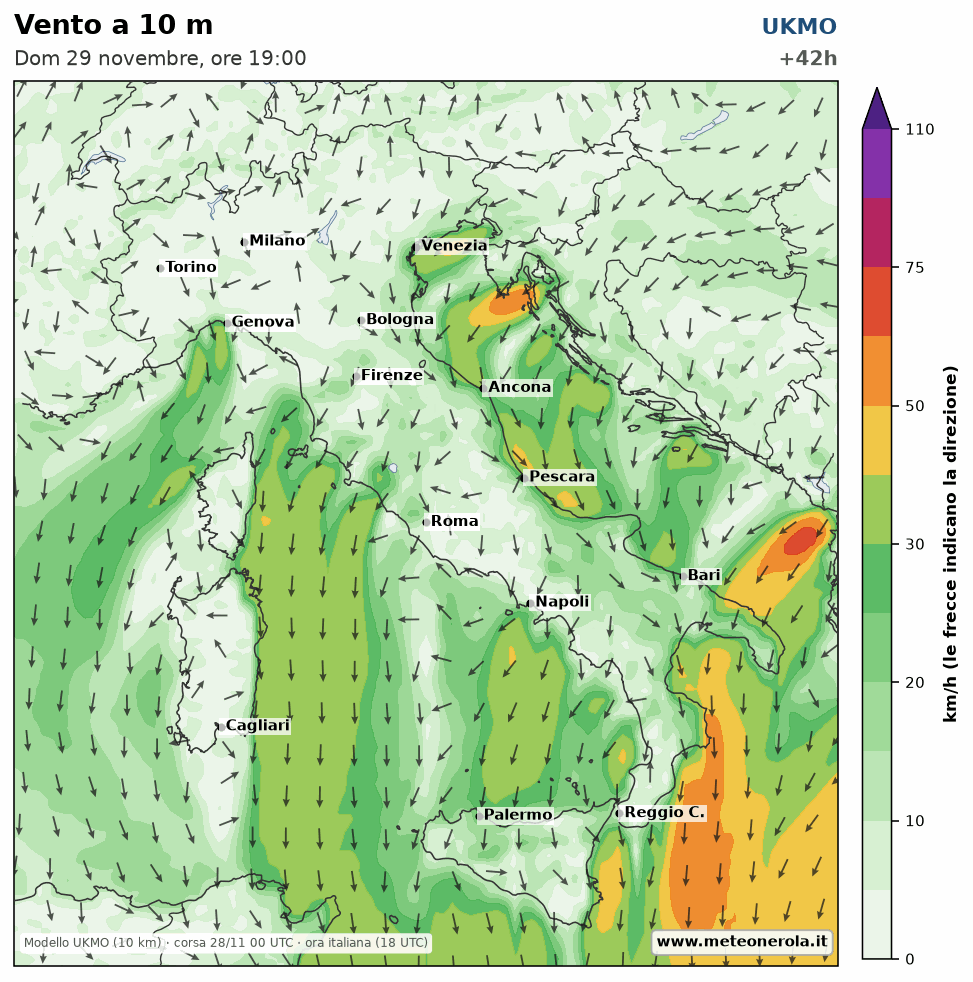 Vento a 10 m
UKMO
Dom 29 novembre, ore 19:00
+42h
110
75
50
30
20
10
0
km/h (le frecce indicano la direzione)
Venezia
Milano
Torino
Genova
Bologna
Firenze
Ancona
Pescara
Roma
Bari
Napoli
Cagliari
Palermo
Reggio C.
Modello UKMO (10 km) · corsa 28/11 00 UTC · ora italiana (18 UTC)
www.meteonerola.it